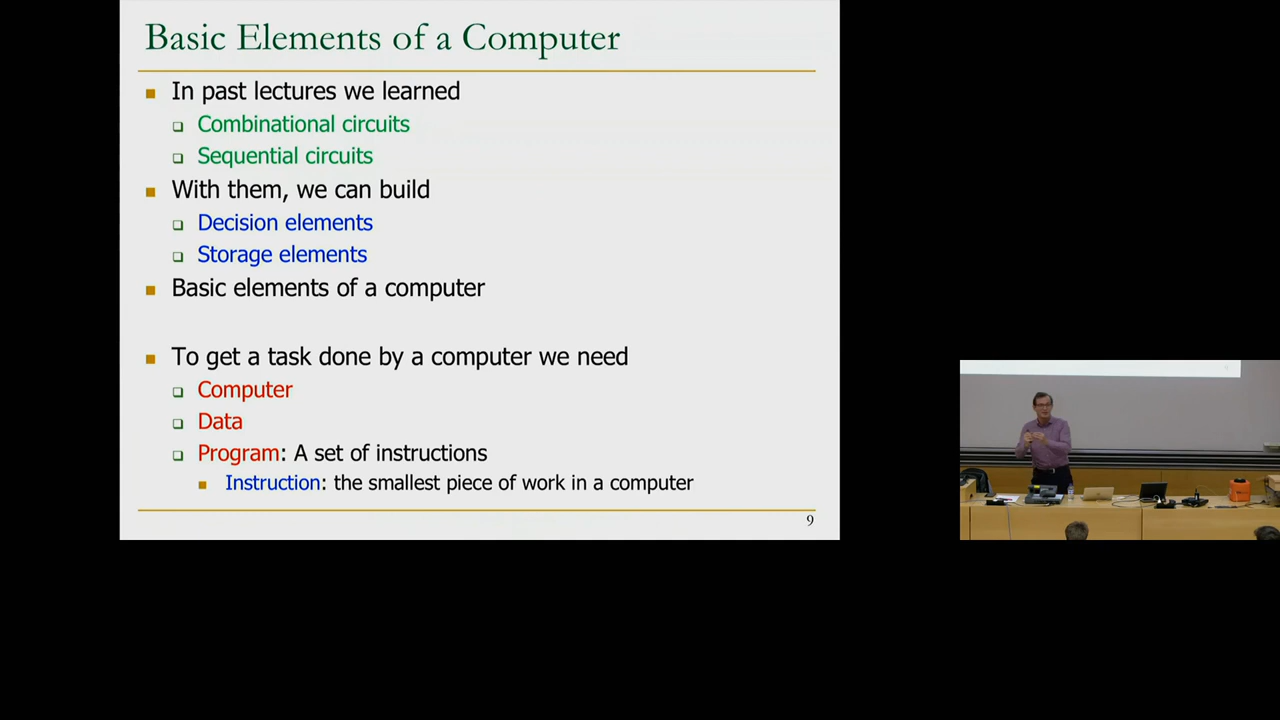 Basic Elements of a Computer
In past lectures we learned
Combinational circuits
Sequential circuits
With them, we can build
Decision elements
Storage elements
Basic elements of a computer
To get a task done by a computer we need
Computer
Data
Program: A set of instructions
Instruction: the smallest piece of work in a computer
9